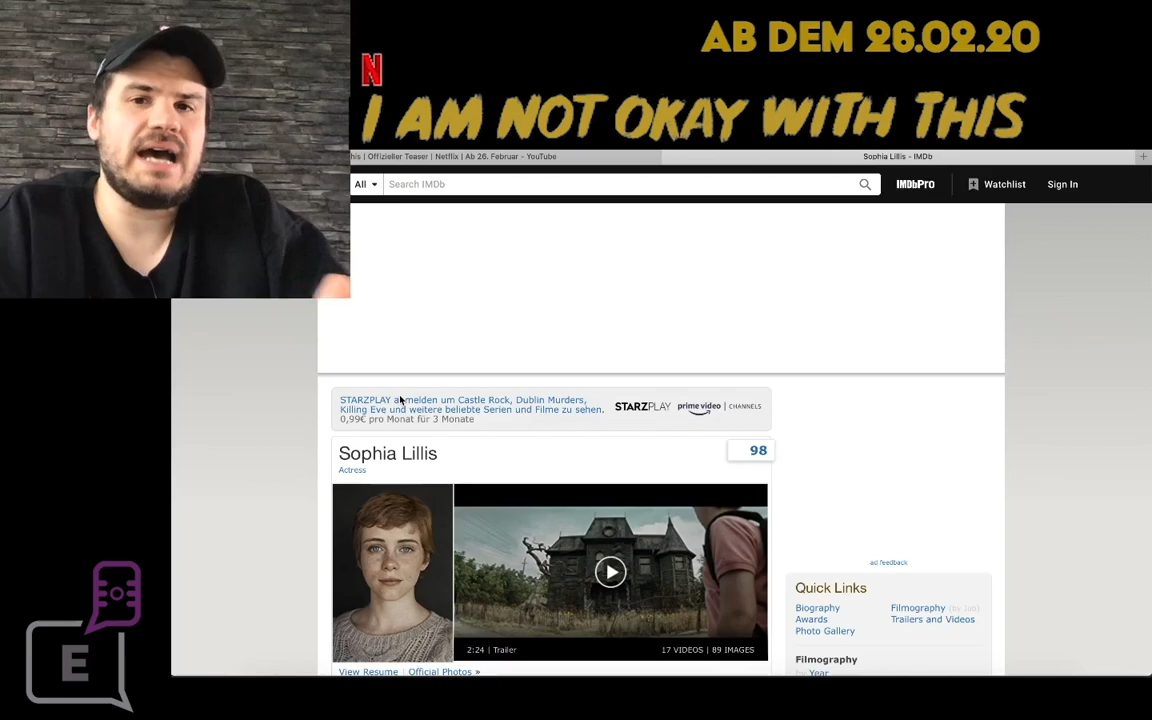 AB DEM 26.02.20
N
I AM NOT OKAY WITH THIS
his | Offizieller Teaser | Netflix | Ab 26. Februar - YouTube
Sophia Lillis - IMDb
+
All
Search IMDb
IMDbPro
Watchlist
Sign In
STARZPLAY anmelden um Castle Rock, Dublin Murders,
Killing Eve und weitere beliebte Serien und Filme zu sehen.
0,99€ pro Monat für 3 Monate
STARZPLAY
prime video | CHANNELS
Sophia Lillis
98
Actress
2:24 | Trailer
17 VIDEOS | 89 IMAGES
View Resume | Official Photos »
ad feedback
Quick Links
Biography
Filmography (by Job)
Awards
Trailers and Videos
Photo Gallery
Filmography
by Year
E